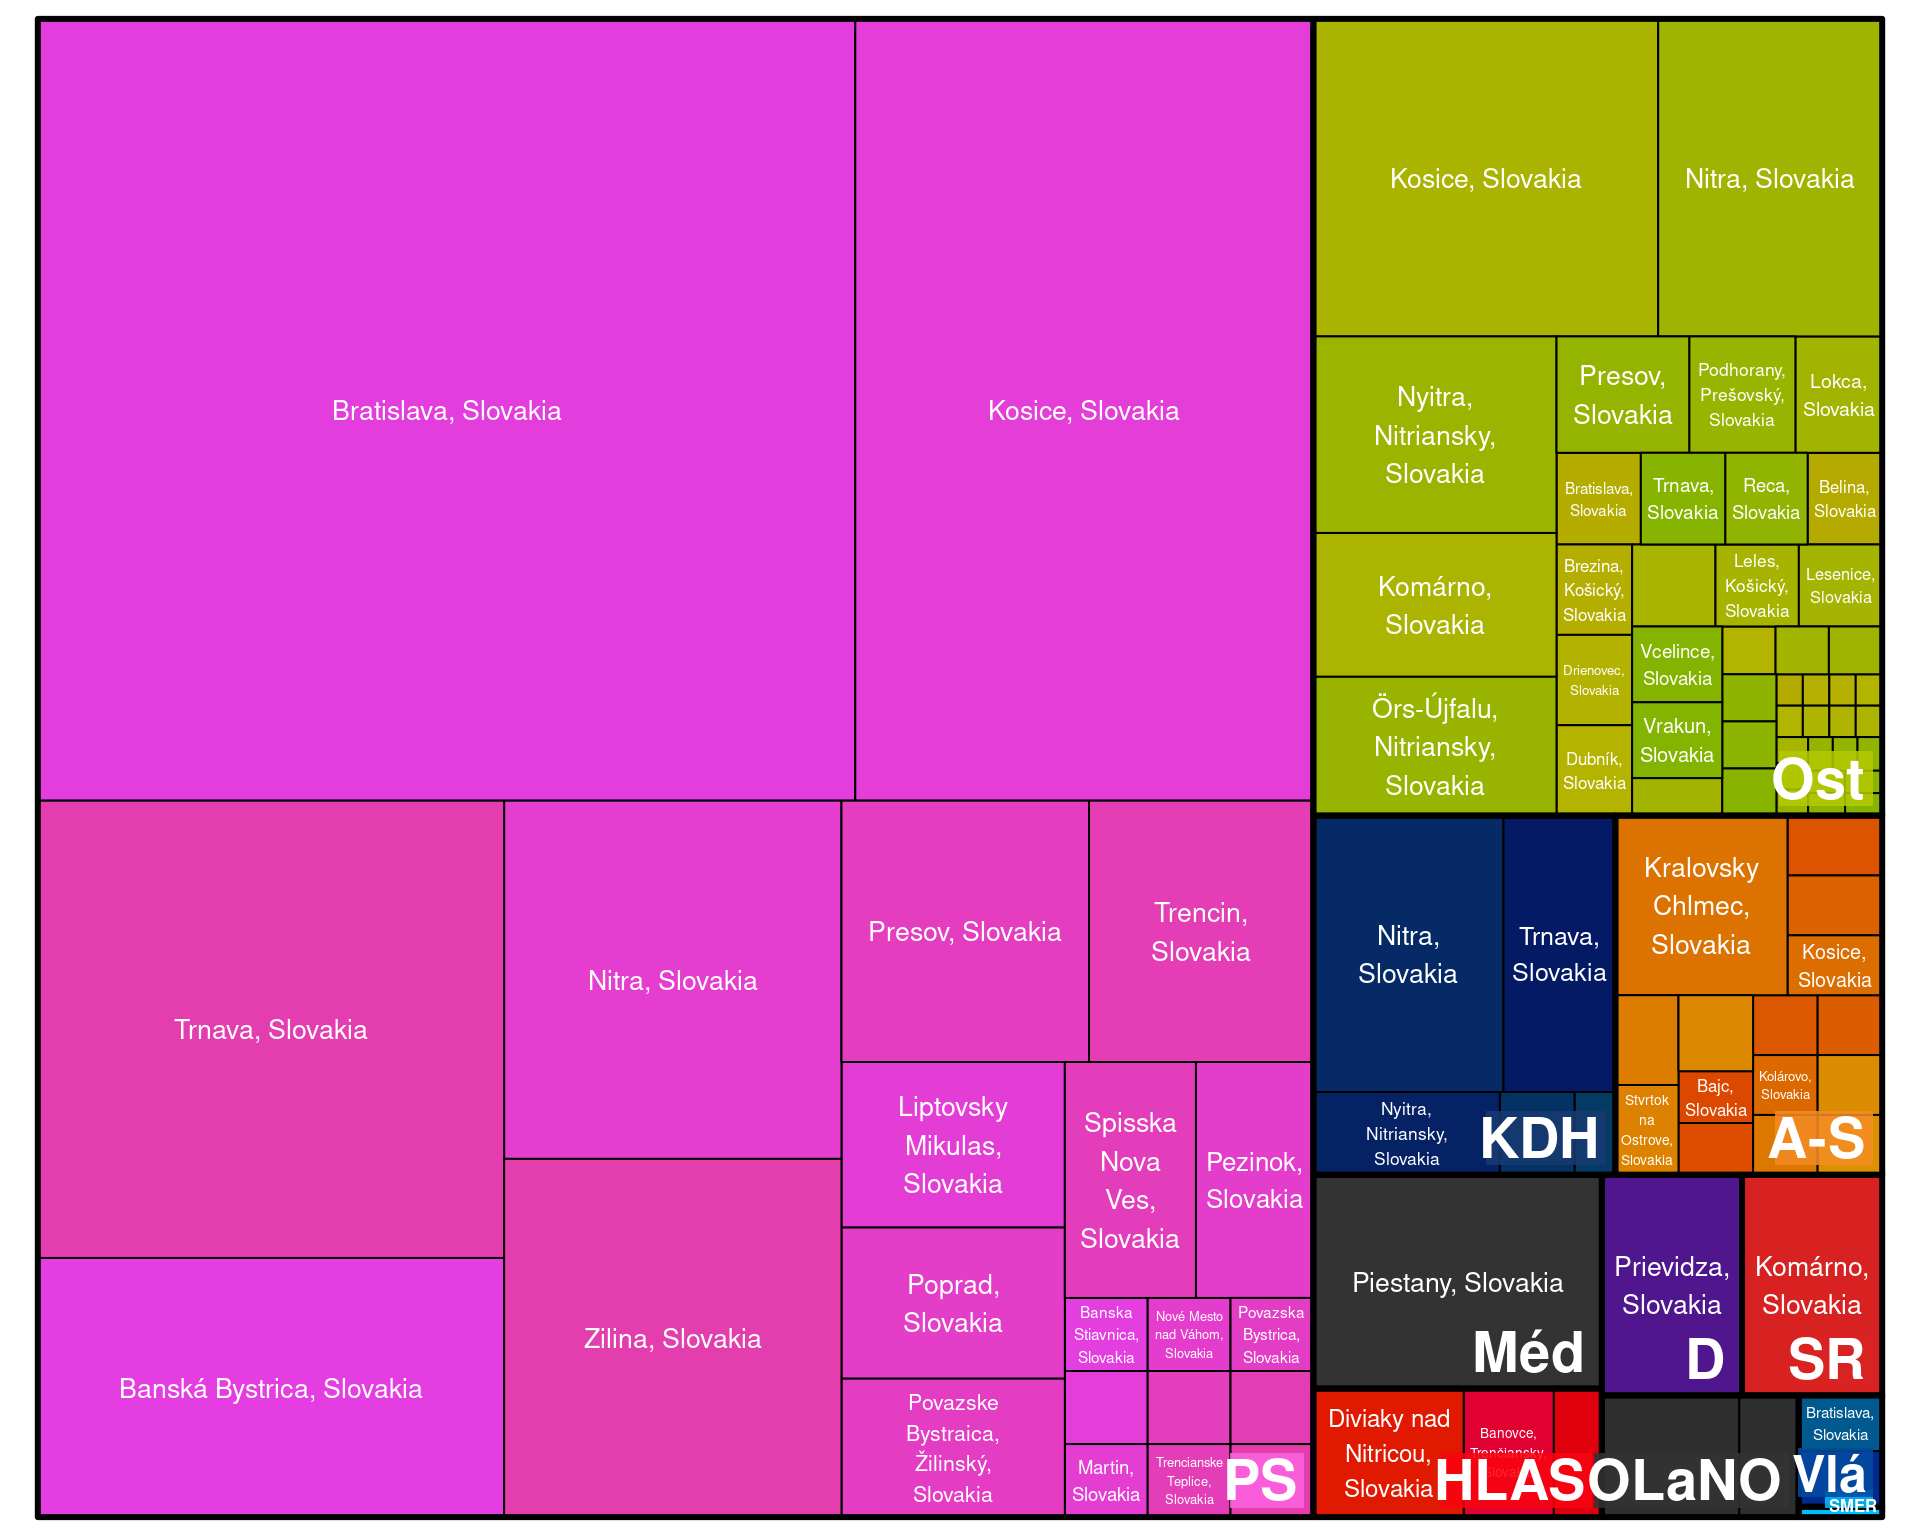 Bratislava, Slovakia
Kosice, Slovakia
Trnava, Slovakia
Banská Bystrica, Slovakia
Nitra, Slovakia
Zilina, Slovakia
Presov, Slovakia
Trencin,
Slovakia
Liptovsky
Mikulas,
Slovakia
Poprad,
Slovakia
Povazske
Bystraica,
Žilinský,
Slovakia
Spisska
Nova
Ves,
Slovakia
Pezinok,
Slovakia
Banska
Stiavnica,
Slovakia
Nové Mesto
nad Váhom,
Slovakia
Povazska
Bystrica,
Slovakia
Martin,
Slovakia
Trencianske
Teplice,
Slovakia
PS
Kosice, Slovakia
Nitra, Slovakia
Nyitra,
Nitriansky,
Slovakia
Komárno,
Slovakia
Örs-Újfalu,
Nitriansky,
Slovakia
Presov,
Slovakia
Podhorany,
Prešovský,
Slovakia
Lokca,
Slovakia
Bratislava,
Slovakia
Trnava,
Slovakia
Reca,
Slovakia
Belina,
Slovakia
Brezina,
Košický,
Slovakia
Leles,
Košický,
Slovakia
Lesenice,
Slovakia
Drienovec,
Slovakia
Dubník,
Slovakia
Vcelince,
Slovakia
Vrakun,
Slovakia
Ost
Nitra,
Slovakia
Trnava,
Slovakia
Nyitra,
Nitriansky,
Slovakia
KDH
Kralovsky
Chlmec,
Slovakia
Kosice,
Slovakia
Stvrtok
na
Ostrove,
Slovakia
Bajc,
Slovakia
Kolárovo,
Slovakia
A-S
Piestany, Slovakia
Méd
Prievidza,
Slovakia
D
Komárno,
Slovakia
SR
Diviaky nad
Nitricou,
Slovakia
Banovce,
Trenčiansky,
Slovakia
HLAS
OLaNO
Bratislava,
Slovakia
Vlá
SMER